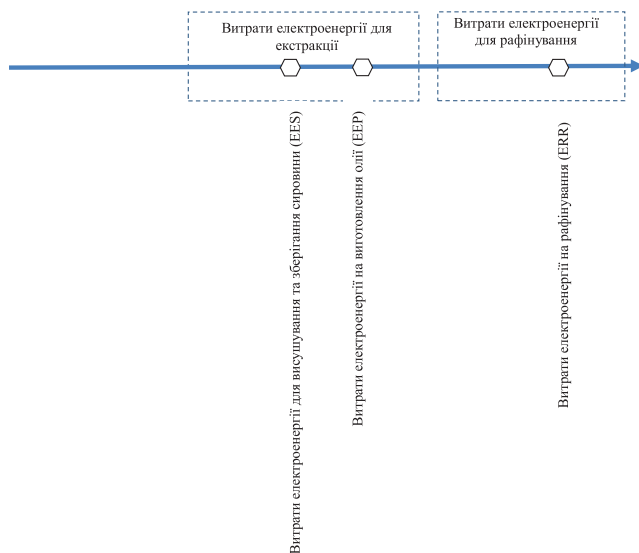 Витрати електроенергії для
екстракції
Витрати електроенергії
для рафінування
Витрати електроенергії для висушування та зберігання сировини (EES)
Витрати електроенергії на виготовлення олії (EEP)
Витрати електроенергії на рафінування (ERR)